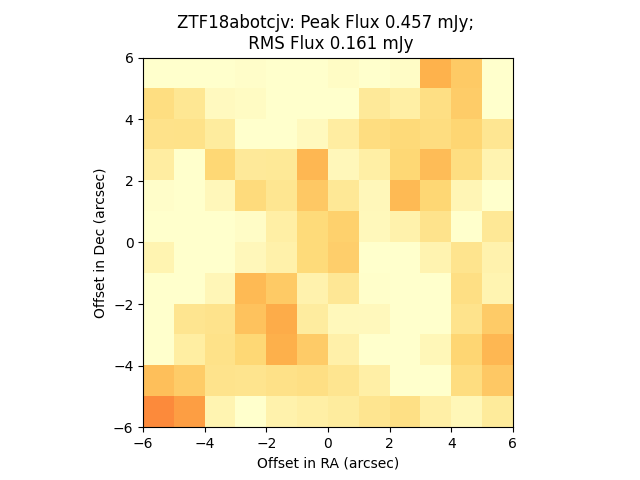 ZTF18abotcjv: Peak Flux 0.457 mJy;
RMS Flux 0.161 mJy
6
4
2
0
−2
−4
−6
Offset in Dec (arcsec)
−6 −4 −2 0 2 4 6
Offset in RA (arcsec)